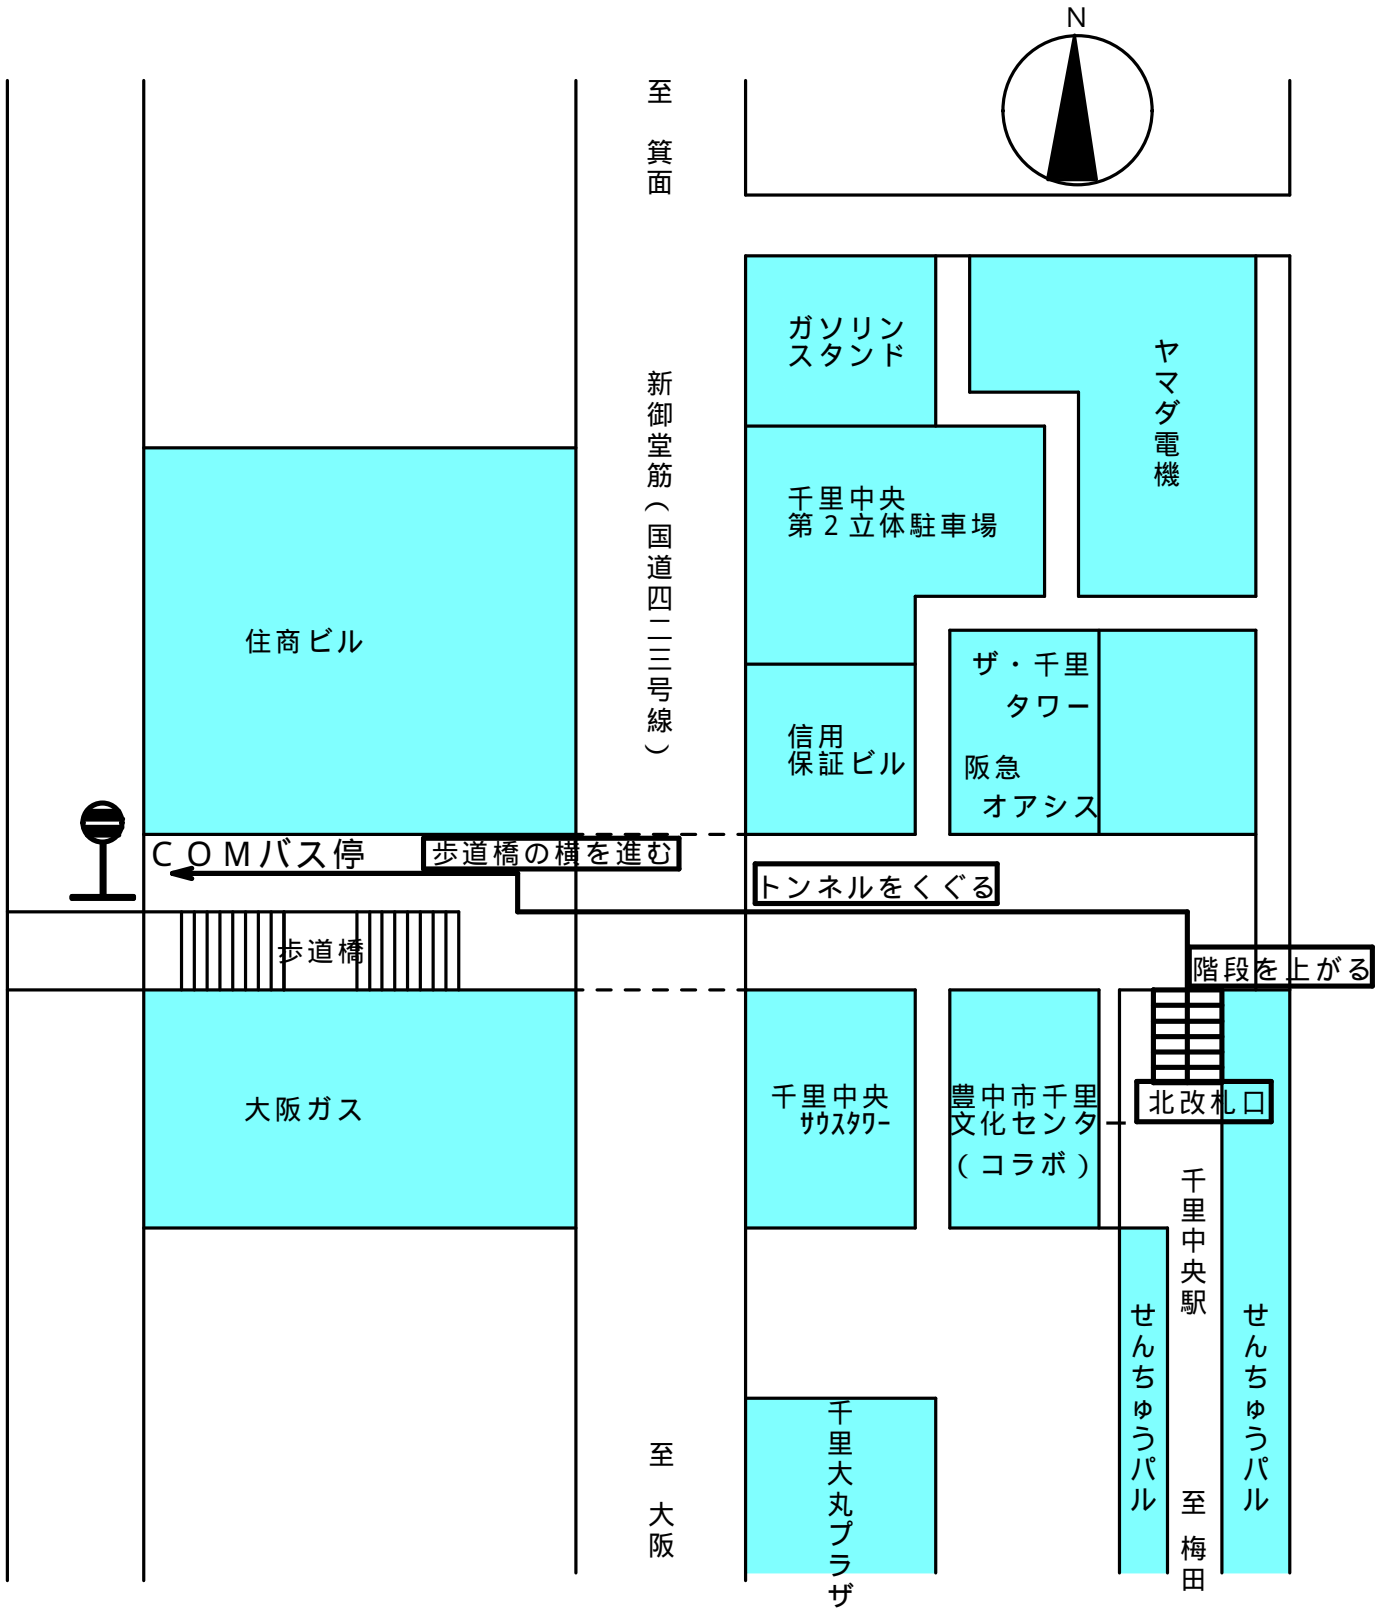 N
至 箕面
ガソリン
スタンド
ヤマダ電機
新御堂筋(国道四二三号線)
千里中央
第2立体駐車場
住商ビル
ザ・千里
タワー
信用
保証ビル
阪急
オアシス
COMバス停
歩道橋の横を進む
トンネルをくぐる
歩道橋
階段を上がる
大阪ガス
千里中央
ｻｳｽﾀﾜｰ
豊中市千里
文化センター
(コラボ)
北改札口
千里中央駅
せんちゅうパル
せんちゅうパル
千里大丸プラザ
至 大阪
至 梅田